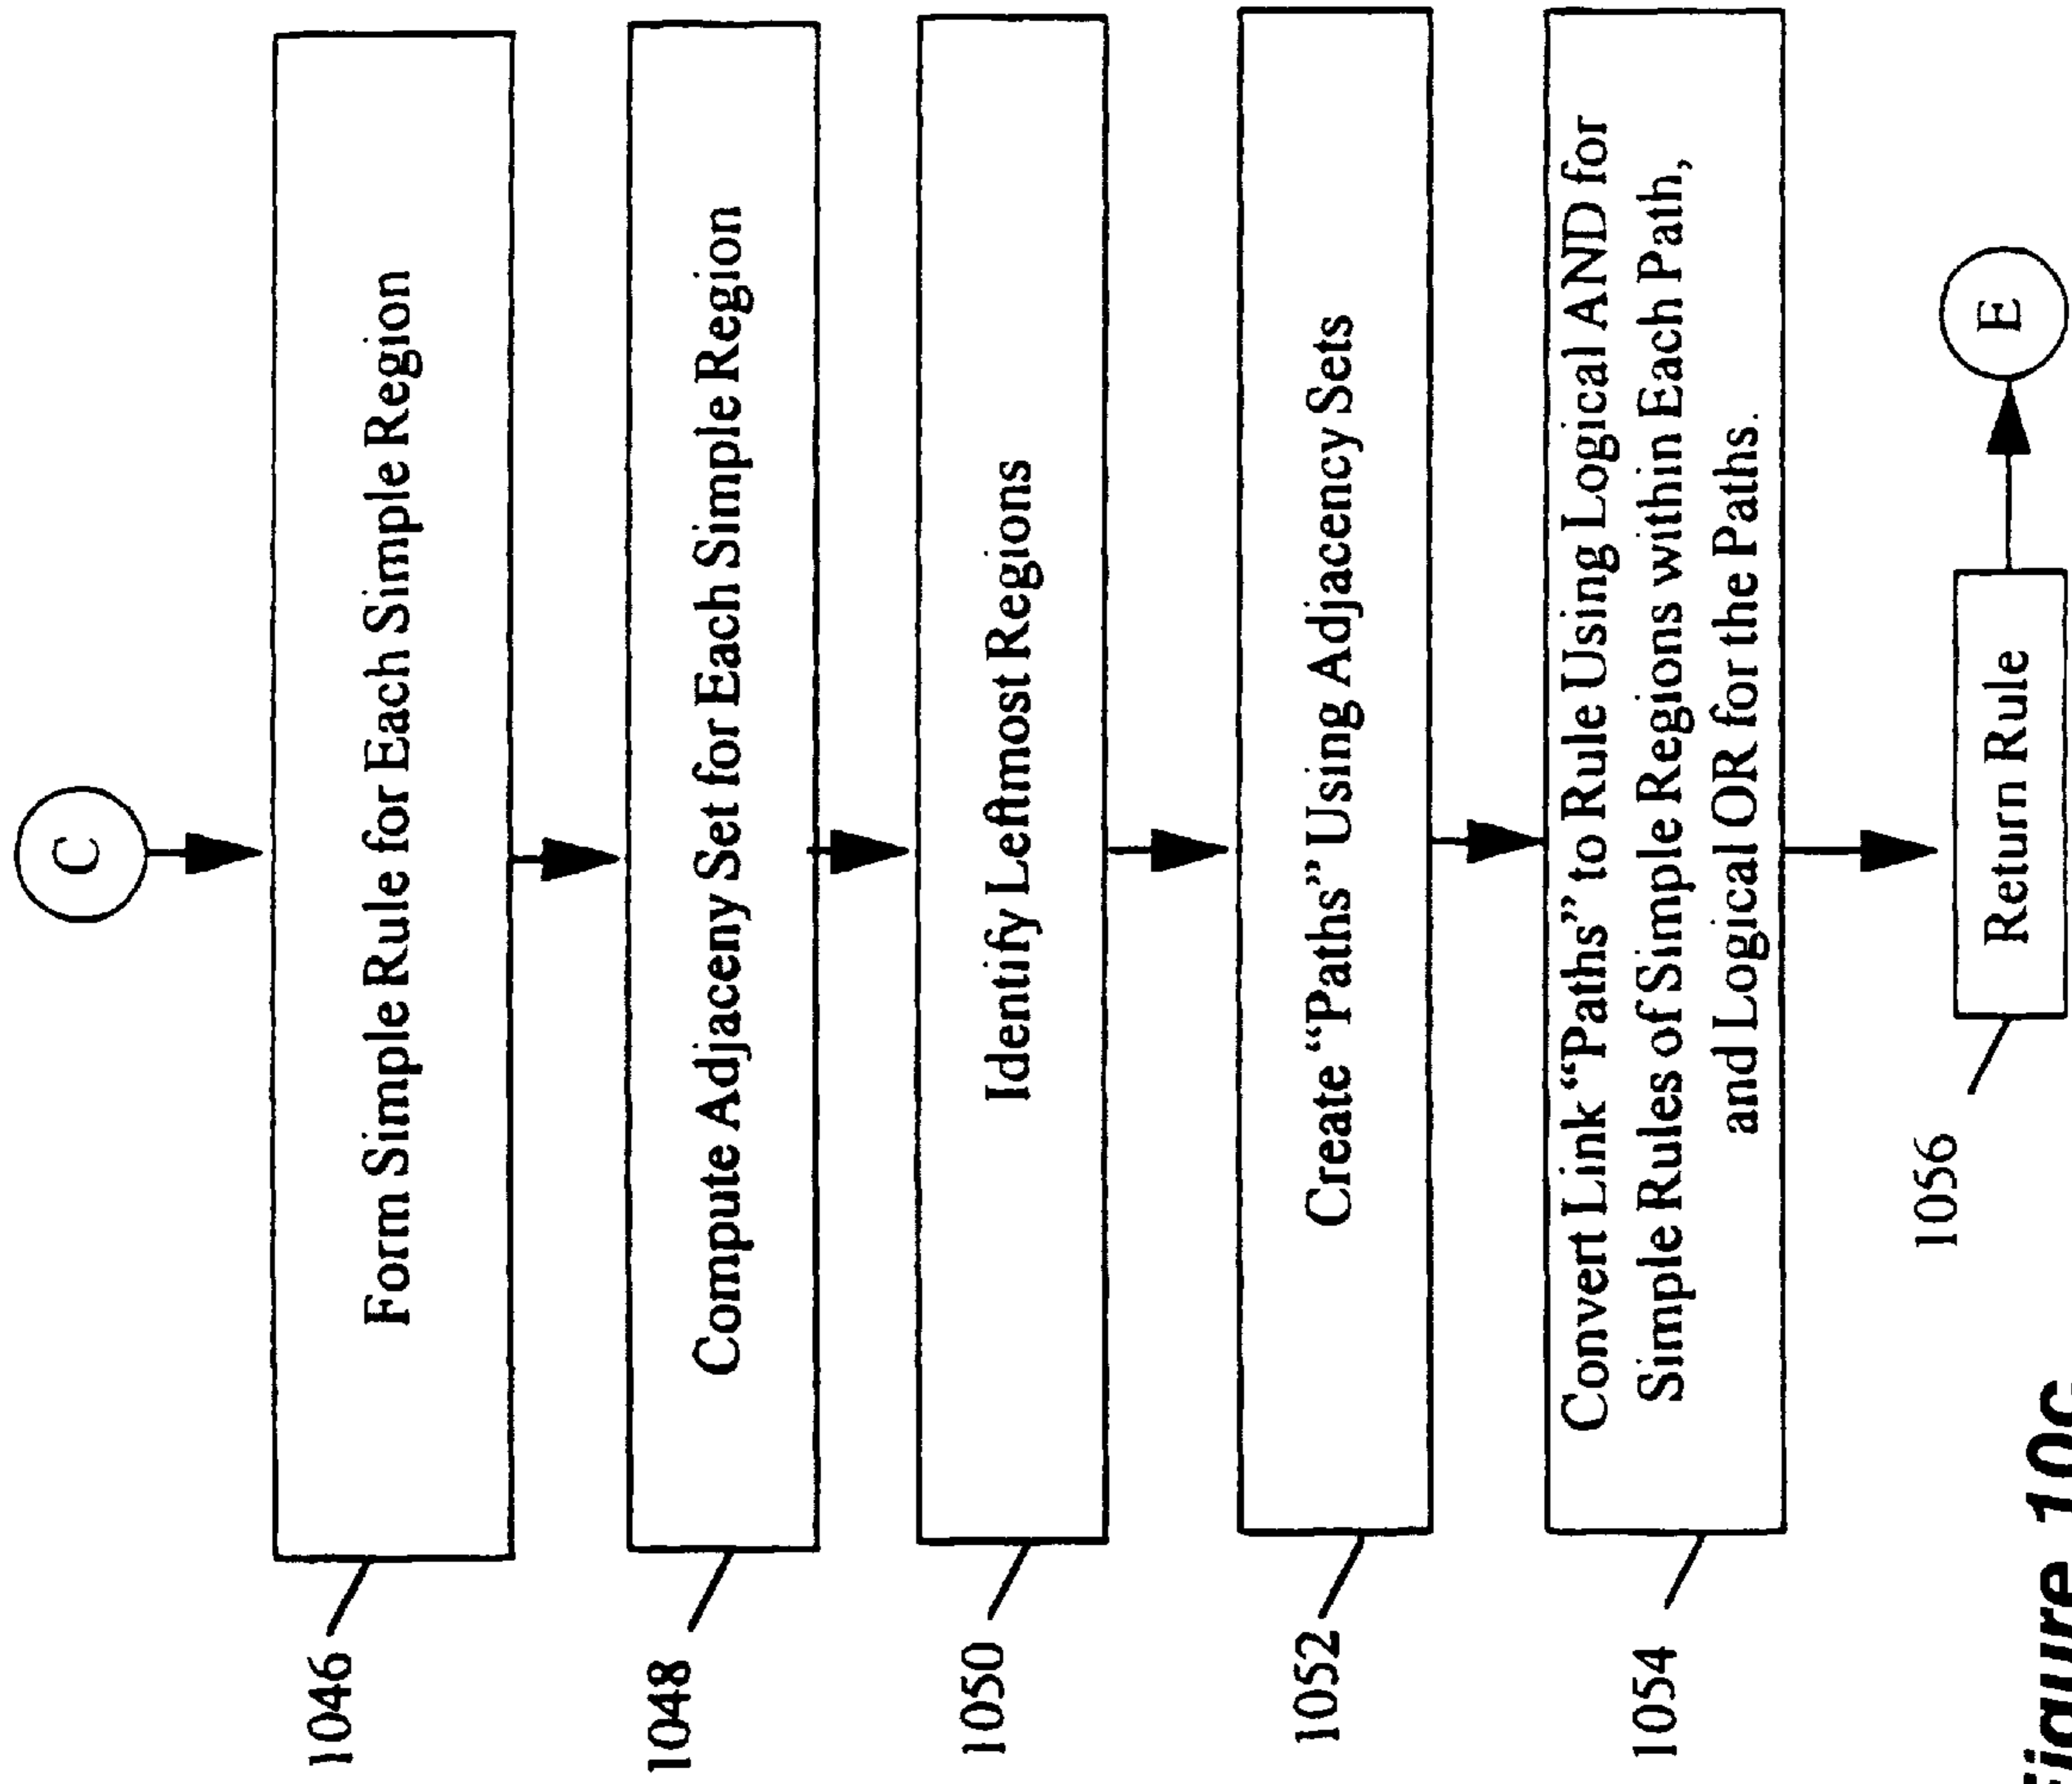 C
1046
Form Simple Rule for Each Simple Region
1048
Compute Adjaceny Set for Each Simple Region
1050
Identify Leftmost Regions
1052
Create “Paths” Using Adjacency Sets
1054
Convert Link “Paths” to Rule Using Logical AND for
Simple Rules of Simple Regions within Each Path,
and Logical OR for the Paths.
1056
Return Rule
E
Figure 10c